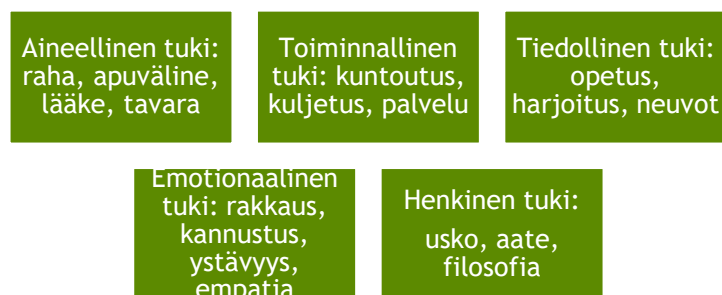 Aineellinen tuki:
raha, apuväline,
lääke, tavara
Toiminnallinen
tuki: kuntoutus,
kuljetus, palvelu
Tiedollinen tuki:
opetus,
harjoitus, neuvot
Emotionaalinen
tuki: rakkaus,
kannustus,
ystävyys,
empatia
Henkinen tuki:
usko, aate,
filosofia